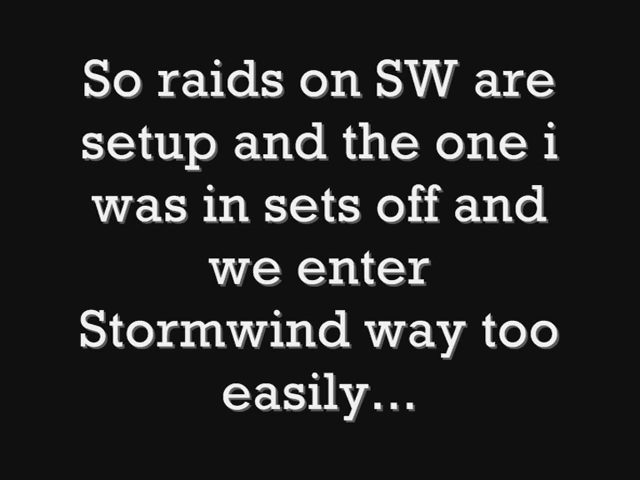 So raids on SW are
setup and the one i
was in sets off and
we enter
Stormwind way too
easily...